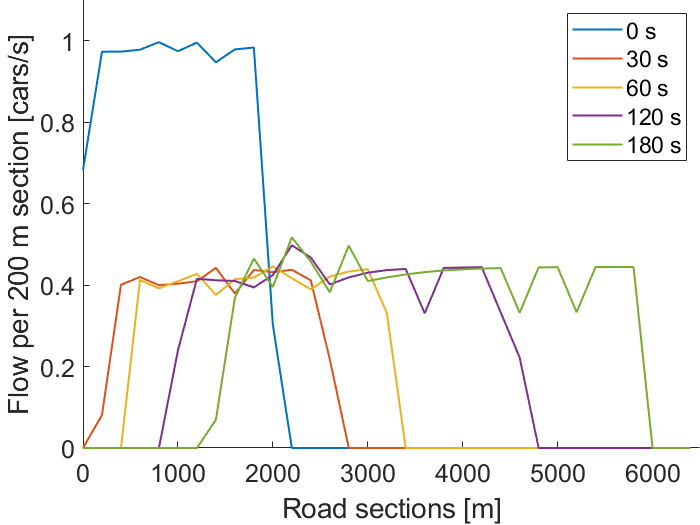 Flow per 200 m section [cars/s]
1
0.8
0.6
0.4
0.2
0
0 1000 2000 3000 4000 5000 6000
Road sections [m]
0 s
30 s
60 s
120 s
180 s